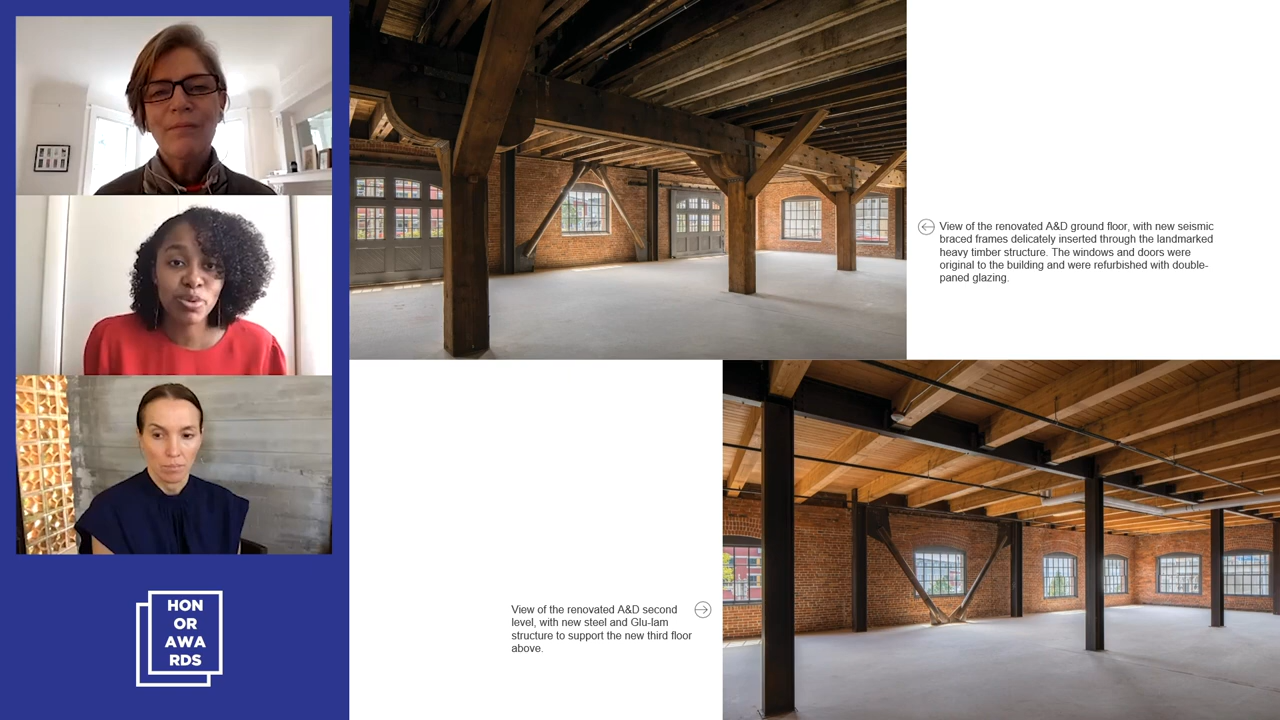 View of the renovated A&D ground floor, with new seismic
braced frames delicately inserted through the landmarked
heavy timber structure. The windows and doors were
original to the building and were refurbished with double-
paned glazing.
View of the renovated A&D second
level, with new steel and Glu-lam
structure to support the new third floor
above.
HON
OR
AWA
RDS